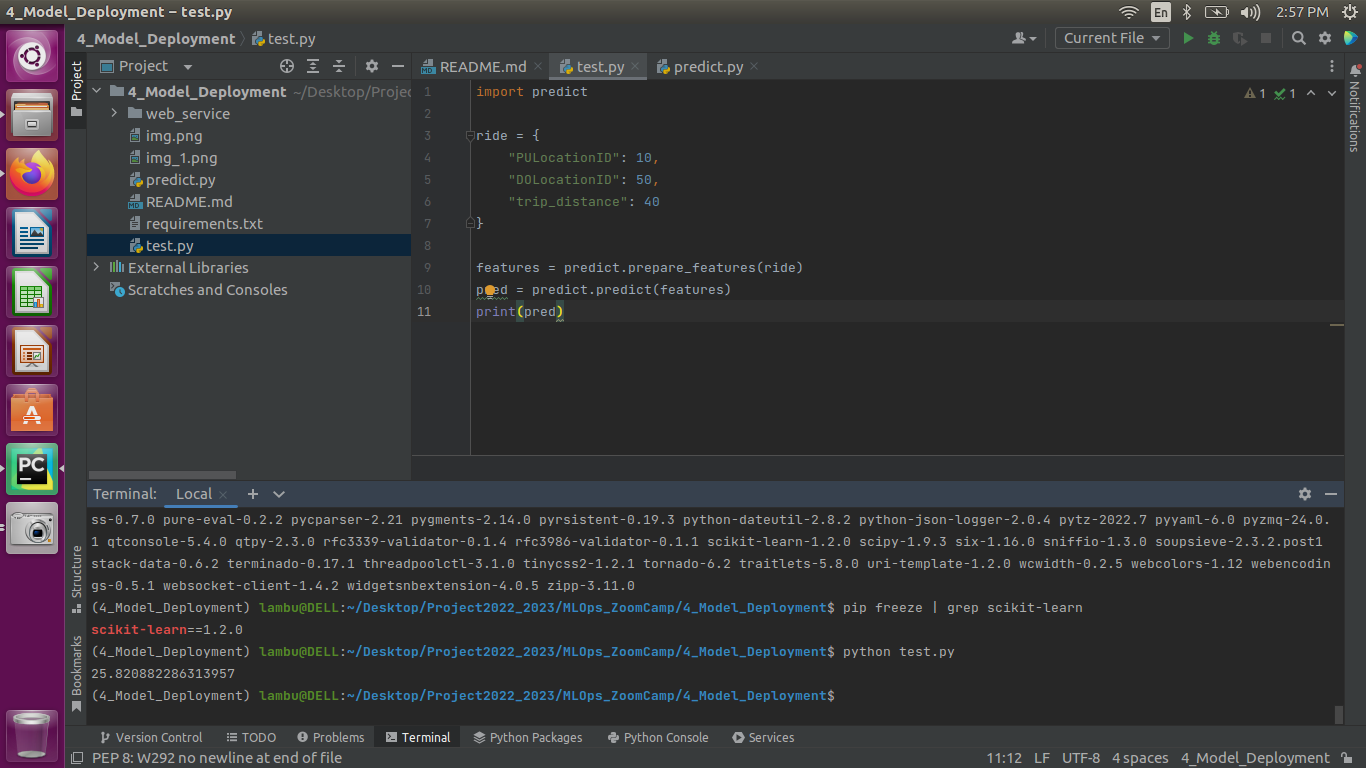 4_Model_Deployment – test.py
En
2:57 PM
4_Model_Deployment
test.py
Current File
Project
Project
README.md
test.py
predict.py
Notifications
4_Model_Deployment ~/Desktop/Projec
web_service
img.png
img_1.png
predict.py
README.md
requirements.txt
test.py
External Libraries
Scratches and Consoles
1 import predict
1
1
2
3 ride = {
4 "PULocationID": 10,
5 "DOLocationID": 50,
6 "trip_distance": 40
7 }
8
9 features = predict.prepare_features(ride)
10 pred = predict.predict(features)
11 print(pred)
PC
Structure
Bookmarks
Terminal:
Local
ss-0.7.0 pure-eval-0.2.2 pycparser-2.21 pygments-2.14.0 pyrsistent-0.19.3 python-dateutil-2.8.2 python-json-logger-2.0.4 pytz-2022.7 pyyaml-6.0 pyzmq-24.0.
1 qtconsole-5.4.0 qtpy-2.3.0 rfc3339-validator-0.1.4 rfc3986-validator-0.1.1 scikit-learn-1.2.0 scipy-1.9.3 six-1.16.0 sniffio-1.3.0 soupsieve-2.3.2.post1
stack-data-0.6.2 terminado-0.17.1 threadpoolctl-3.1.0 tinycss2-1.2.1 tornado-6.2 traitlets-5.8.0 uri-template-1.2.0 wcwidth-0.2.5 webcolors-1.12 webencodin
gs-0.5.1 websocket-client-1.4.2 widgetsnbextension-4.0.5 zipp-3.11.0
(4_Model_Deployment) lambu@DELL:~/Desktop/Project2022_2023/MLOps_ZoomCamp/4_Model_Deployment$ pip freeze | grep scikit-learn
scikit-learn==1.2.0
(4_Model_Deployment) lambu@DELL:~/Desktop/Project2022_2023/MLOps_ZoomCamp/4_Model_Deployment$ python test.py
25.820882286313957
(4_Model_Deployment) lambu@DELL:~/Desktop/Project2022_2023/MLOps_ZoomCamp/4_Model_Deployment$
Version Control
TODO
Problems
Terminal
Python Packages
Python Console
Services
PEP 8: W292 no newline at end of file
11:12 LF UTF-8 4 spaces 4_Model_Deployment